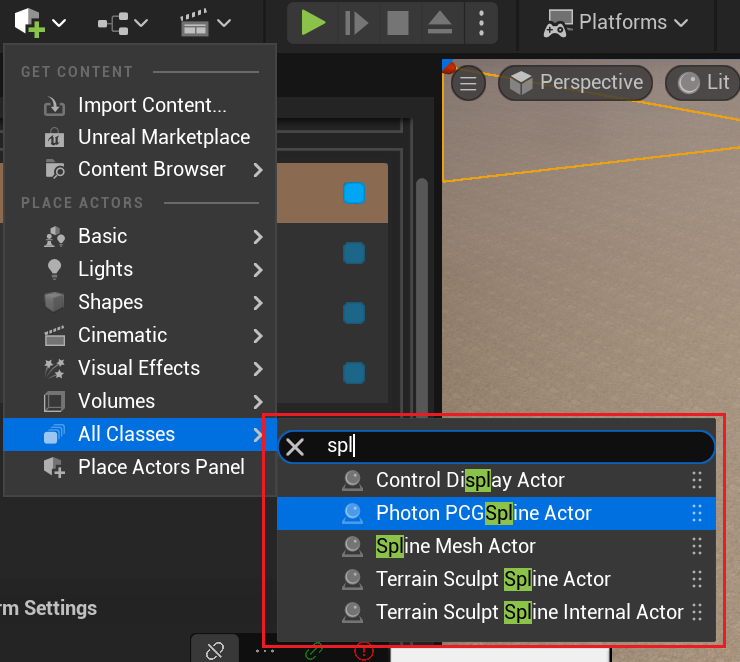 Platforms
GET CONTENT
Import Content...
Unreal Marketplace
Content Browser
PLACE ACTORS
Basic
Lights
Shapes
Cinematic
Visual Effects
Volumes
All Classes
Place Actors Panel
Perspective
Lit
spl
Control Display Actor
Photon PCGSpline Actor
Spline Mesh Actor
Terrain Sculpt Spline Actor
Terrain Sculpt Spline Internal Actor
rm Settings